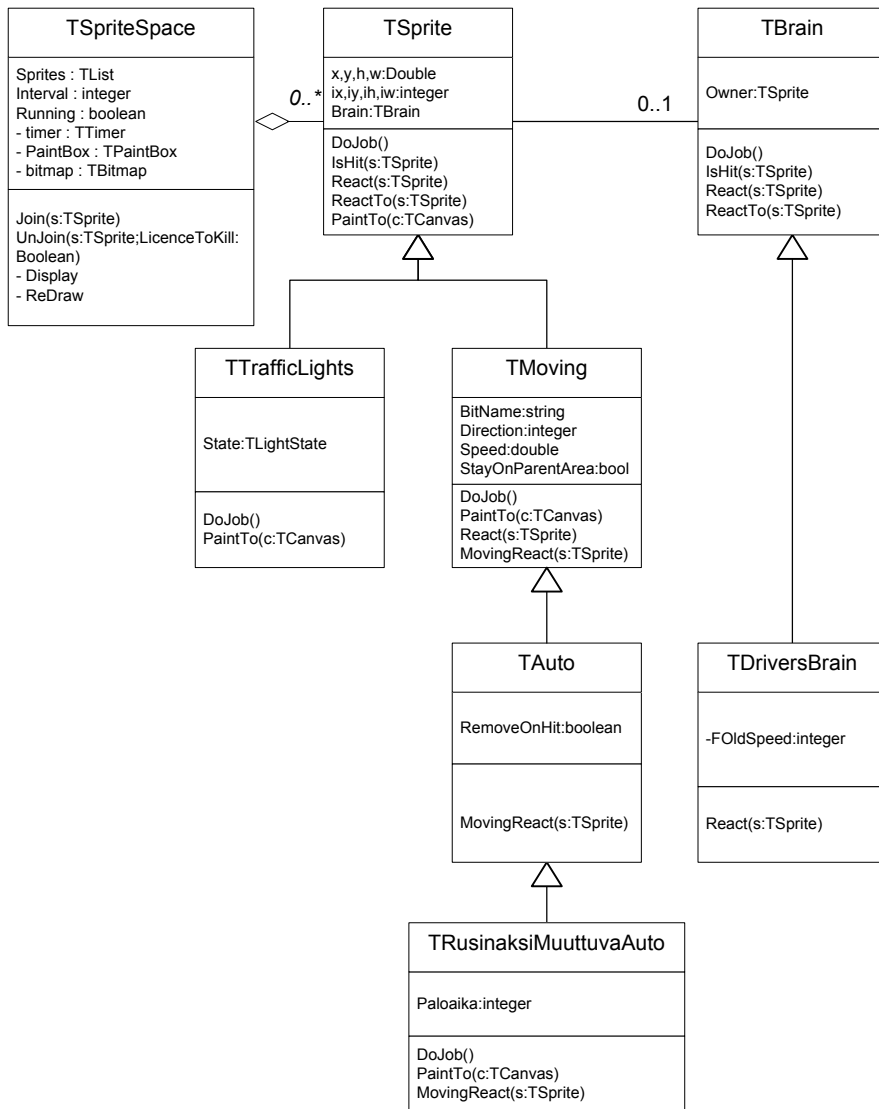 TSpriteSpace
Sprites : TList
Interval : integer
Running : boolean
- timer : TTimer
- PaintBox : TPaintBox
- bitmap : TBitmap
Join(s:TSprite)
UnJoin(s:TSprite;LicenceToKill:
Boolean)
- Display
- ReDraw
0..*
TSprite
x,y,h,w:Double
ix,iy,ih,iw:integer
Brain:TBrain
DoJob()
IsHit(s:TSprite)
React(s:TSprite)
ReactTo(s:TSprite)
PaintTo(c:TCanvas)
0..1
TBrain
Owner:TSprite
DoJob()
IsHit(s:TSprite)
React(s:TSprite)
ReactTo(s:TSprite)
TTrafficLights
State:TLightState
DoJob()
PaintTo(c:TCanvas)
TMoving
BitName:string
Direction:integer
Speed:double
StayOnParentArea:bool
DoJob()
PaintTo(c:TCanvas)
React(s:TSprite)
MovingReact(s:TSprite)
TAuto
RemoveOnHit:boolean
MovingReact(s:TSprite)
TDriversBrain
-FOldSpeed:integer
React(s:TSprite)
TRusinaksiMuuttuvaAuto
Paloaika:integer
DoJob()
PaintTo(c:TCanvas)
MovingReact(s:TSprite)